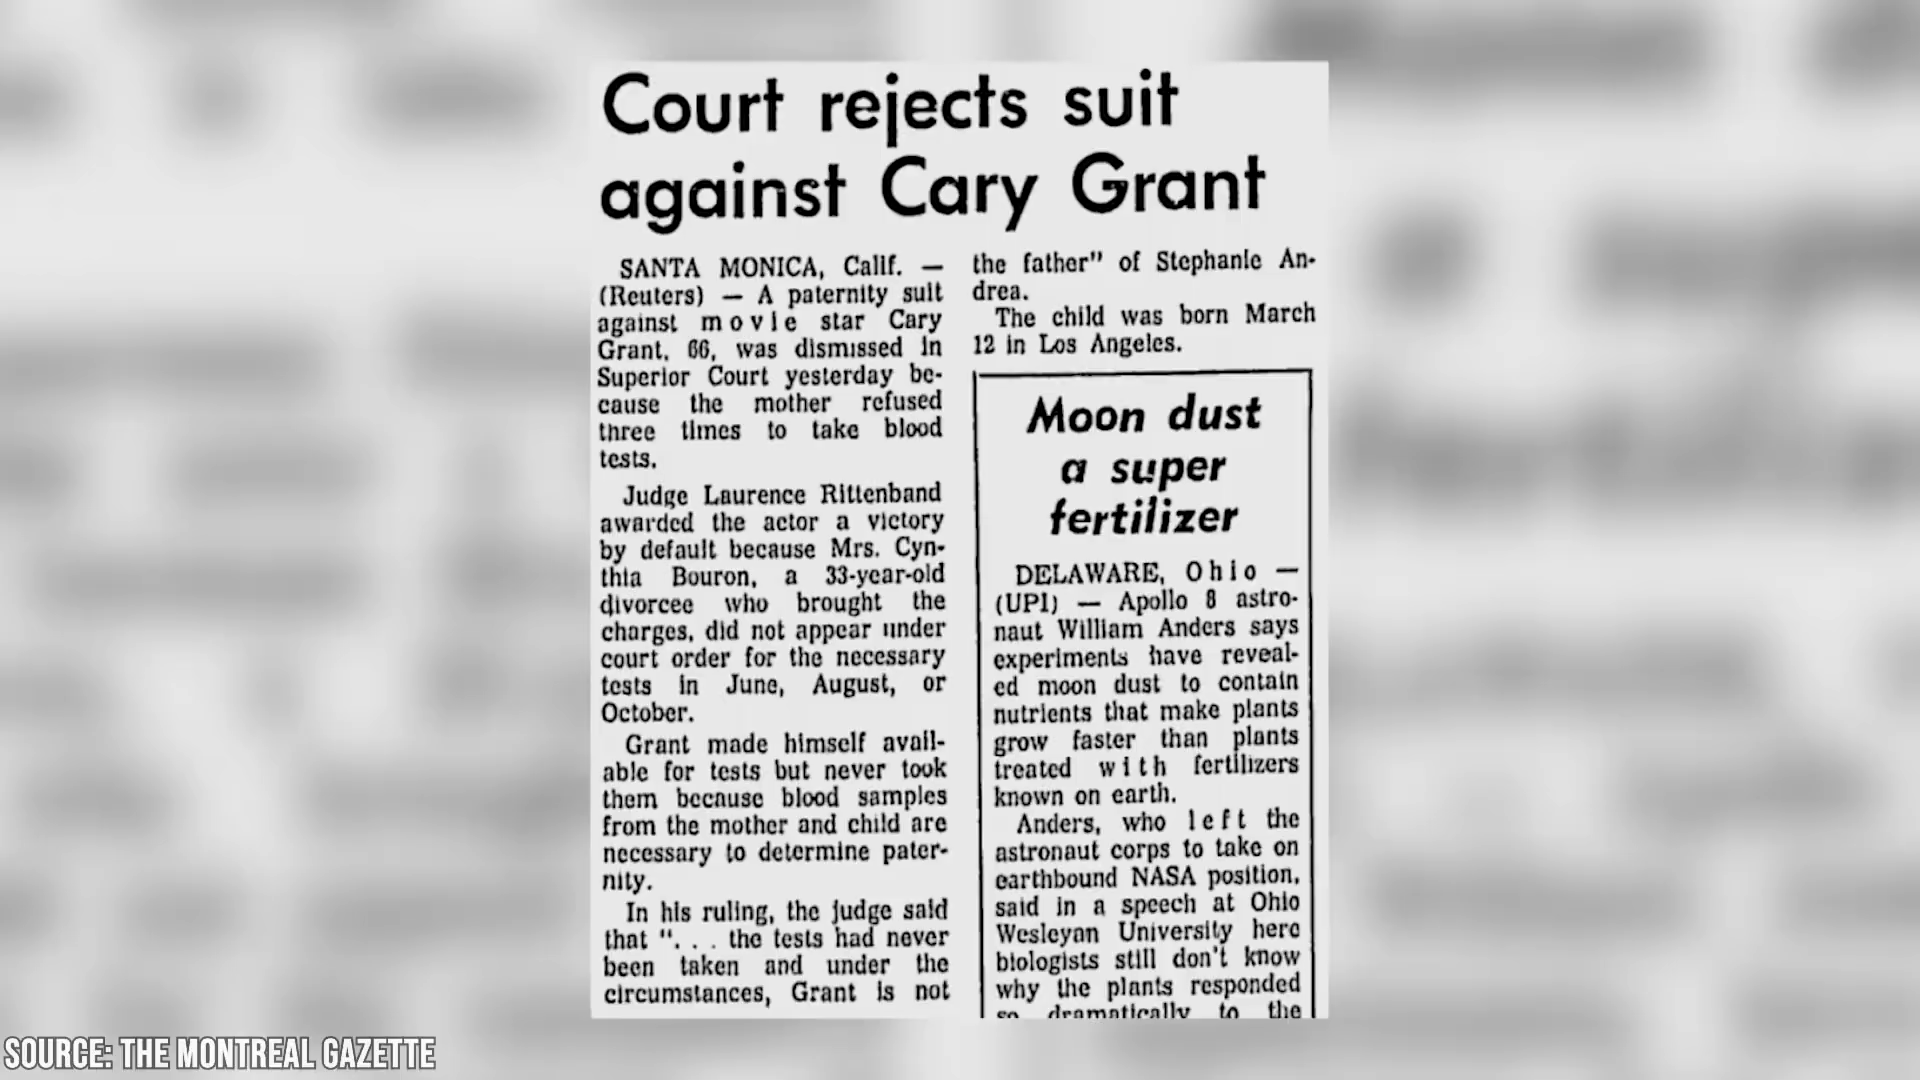 Court rejects suit
against Cary Grant
SANTA MONICA, Calif. —
(Reuters) — A paternity suit
against movie star Cary
Grant, 66, was dismissed in
Superior Court yesterday be-
cause the mother refused
three times to take blood
tests.
Judge Laurence Rittenband
awarded the actor a victory
by default because Mrs. Cyn-
thia Bouron, a 33-year-old
divorcee who brought the
charges, did not appear under
court order for the necessary
tests in June, August, or
October.
Grant made himself avail-
able for tests but never took
them because blood samples
from the mother and child are
necessary to determine pater-
nity.
In his ruling, the judge said
that ". . . the tests had never
been taken and under the
circumstances, Grant is not
the father" of Stephanie An-
drea.
The child was born March
12 in Los Angeles.
Moon dust
a super
fertilizer
DELAWARE, Ohio —
(UPI) — Apollo 8 astro-
naut William Anders says
experiments have reveal-
ed moon dust to contain
nutrients that make plants
grow faster than plants
treated with fertilizers
known on earth.
Anders, who left the
astronaut corps to take on
earthbound NASA position,
said in a speech at Ohio
Wesleyan University here
biologists still don't know
why the plants responded
so dramatically to the
SOURCE: THE MONTREAL GAZETTE